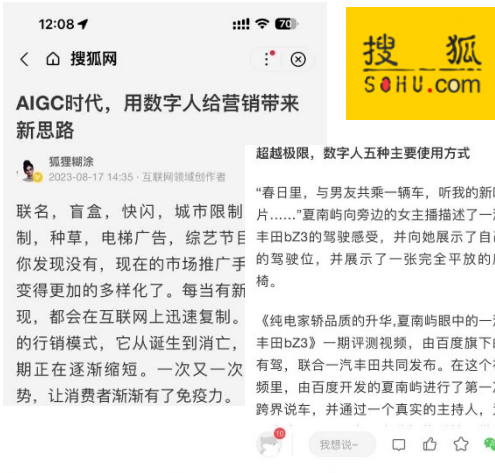 12:08
70
搜狐网
AIGC时代，用数字人给营销带来
新思路
狐狸糊涂
2023-08-17 14:35 · 互联网领域创作者
联名，盲盒，快闪，城市限制
制，种草，电梯广告，综艺节目
你发现没有，现在的市场推广手
变得更加的多样化了。每当有新
现，都会在互联网上迅速复制。
的行销模式，它从诞生到消亡，
期正在逐渐缩短。一次又一次
势，让消费者渐渐有了免疫力。
搜 狐
SOHU.com
超越极限，数字人五种主要使用方式
“春日里，与男友共乘一辆车，听我的新
片……”夏南屿向旁边的女主播描述了一
丰田bZ3的驾驶感受，并向她展示了自
的驾驶位，并展示了一张完全平放的
椅。
《纯电家轿品质的升华,夏南屿眼中的一
丰田bZ3》一期评测视频，由百度旗下
有驾，联合一汽丰田共同发布。在这个
频里，由百度开发的夏南屿进行了第一
跨界说车，并通过一个真实的主持人，
10
我想说~